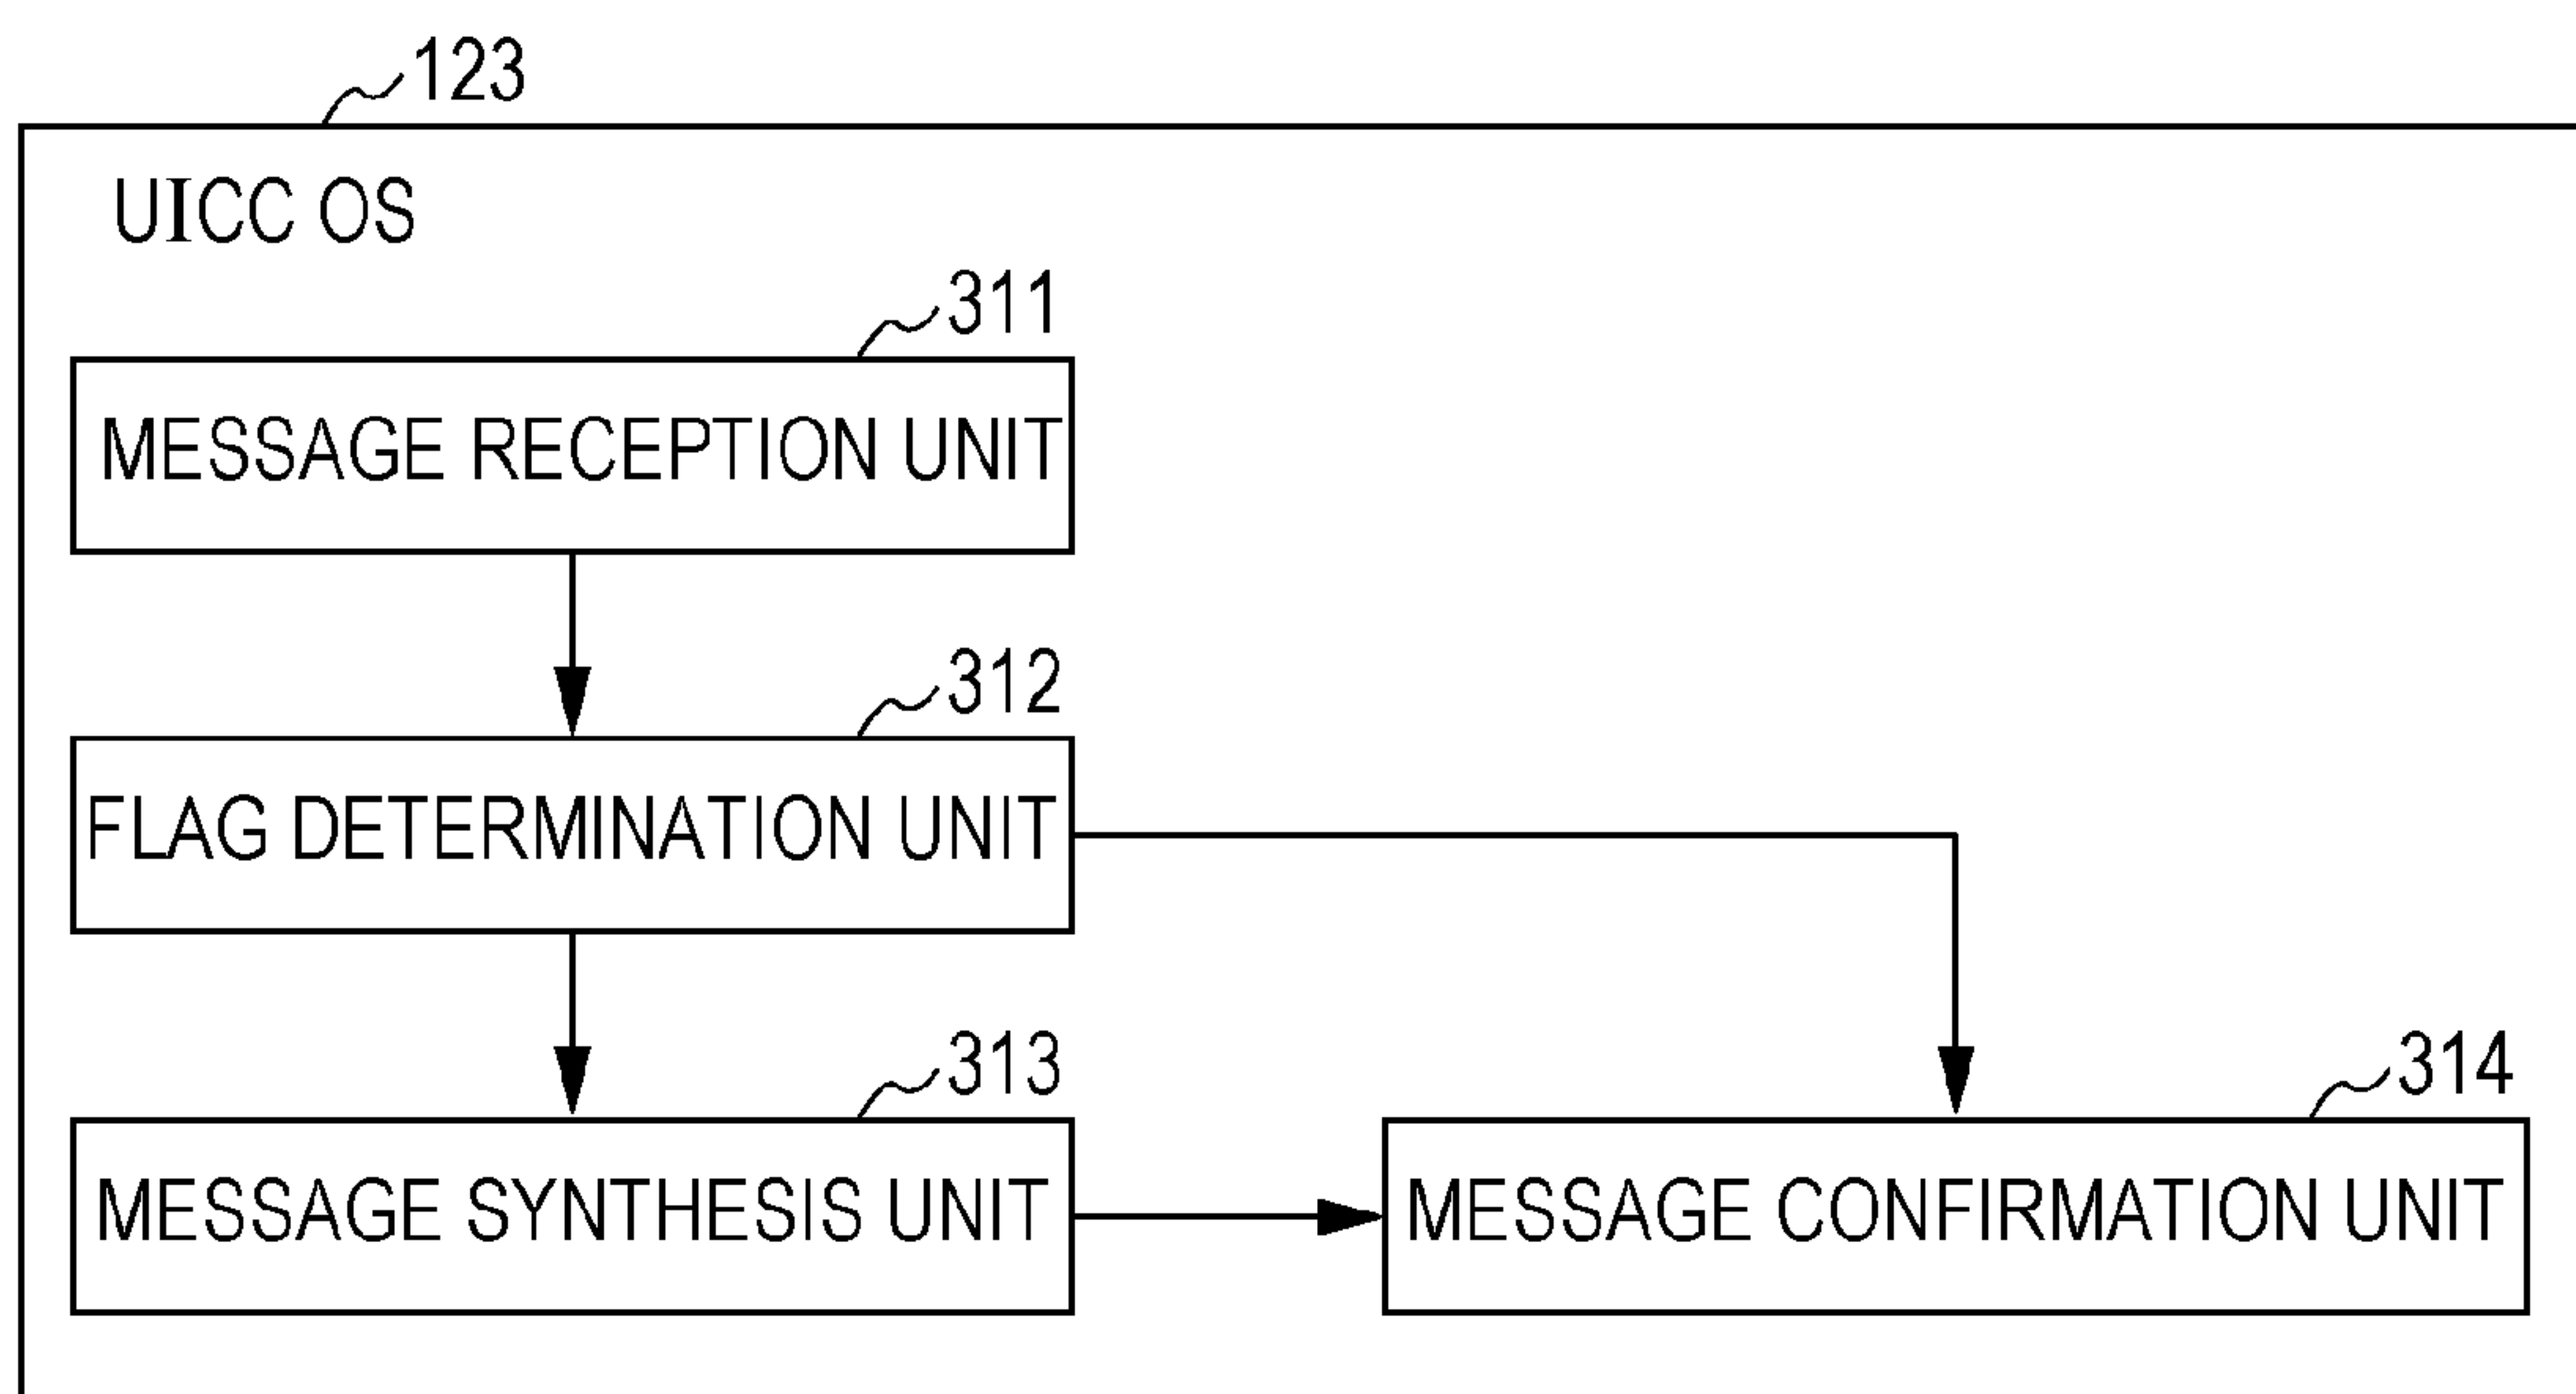 123
UICC OS
311
MESSAGE RECEPTION UNIT
312
FLAG DETERMINATION UNIT
313
MESSAGE SYNTHESIS UNIT
314
MESSAGE CONFIRMATION UNIT